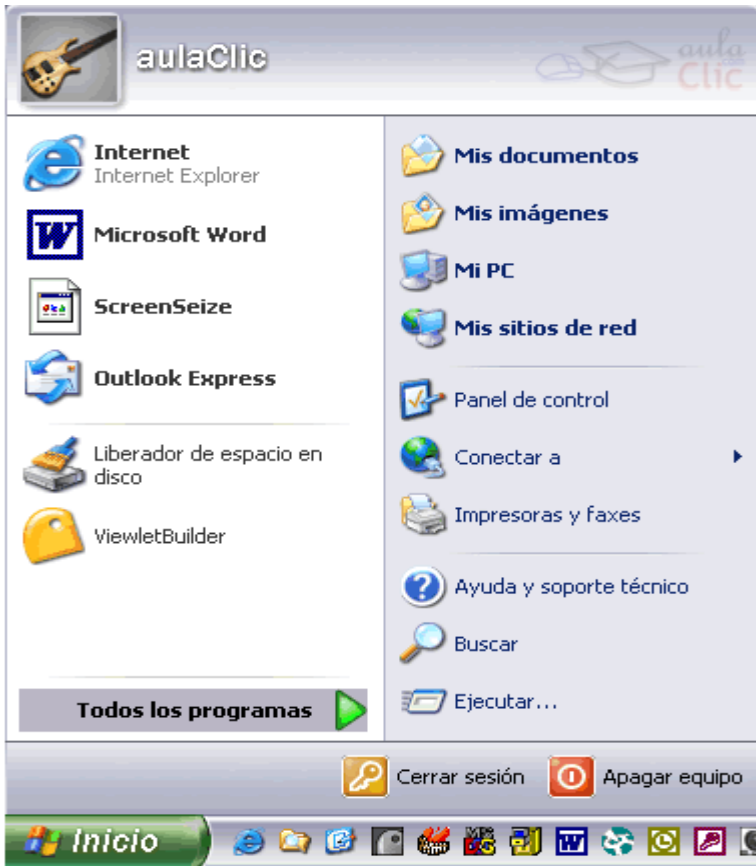 aulaClic
aula
.com
Clic
Internet
Internet Explorer
Microsoft Word
ScreenSeize
Outlook Express
Liberador de espacio en
disco
ViewletBuilder
Todos los programas
Mis documentos
Mis imágenes
Mi PC
Mis sitios de red
Panel de control
Conectar a
Impresoras y faxes
Ayuda y soporte técnico
Buscar
Ejecutar...
Cerrar sesión
Apagar equipo
Inicio